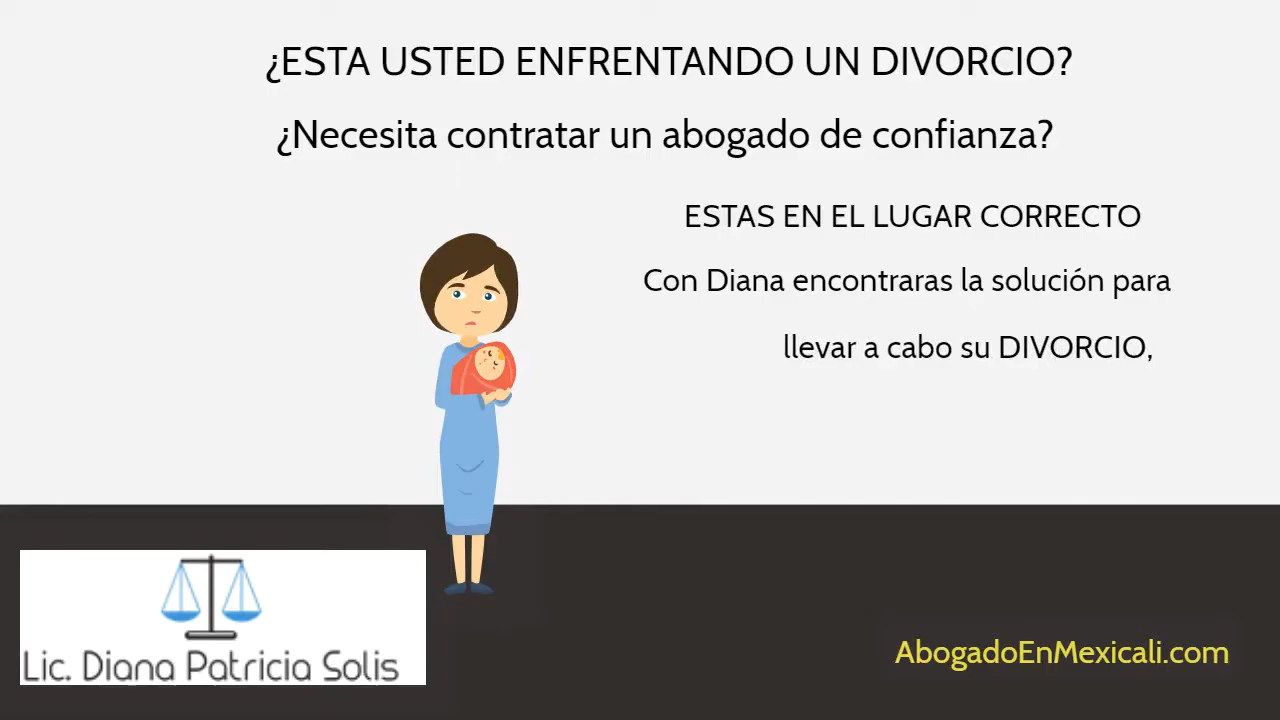 ¿ESTA USTED ENFRENTANDO UN DIVORCIO?
¿Necesita contratar un abogado de confianza?
ESTAS EN EL LUGAR CORRECTO
Con Diana encontraras la solución para
llevar a cabo su DIVORCIO,
Lic. Diana Patricia Solis
AbogadoEnMexicali.com